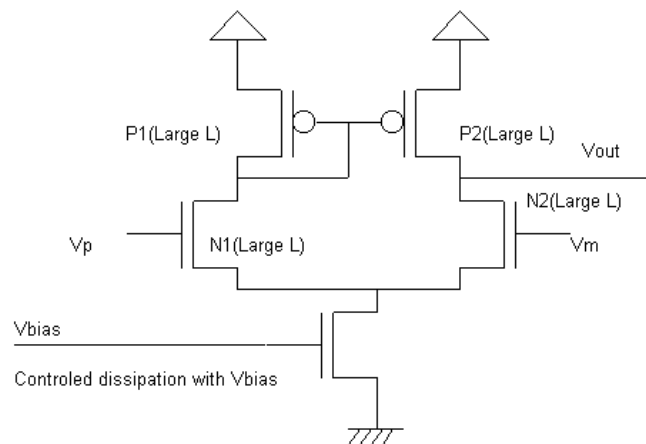 P1(Large L)
P2(Large L)
Vout
N2(Large L)
Vp
N1(Large L)
Vm
Vbias
Controled dissipation with Vbias